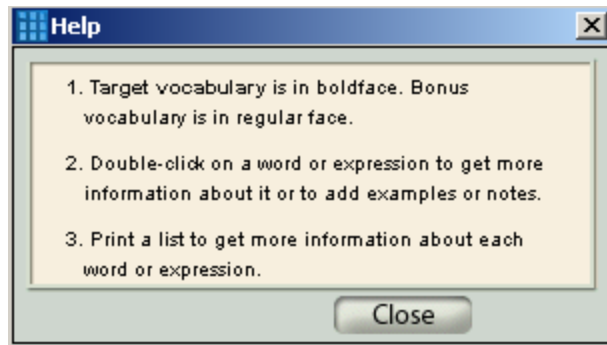 Help
1. Target vocabulary is in boldface. Bonus
vocabulary is in regular face.
2. Double-click on a word or expression to get more
information about it or to add examples or notes.
3. Print a list to get more information about each
word or expression.
Close